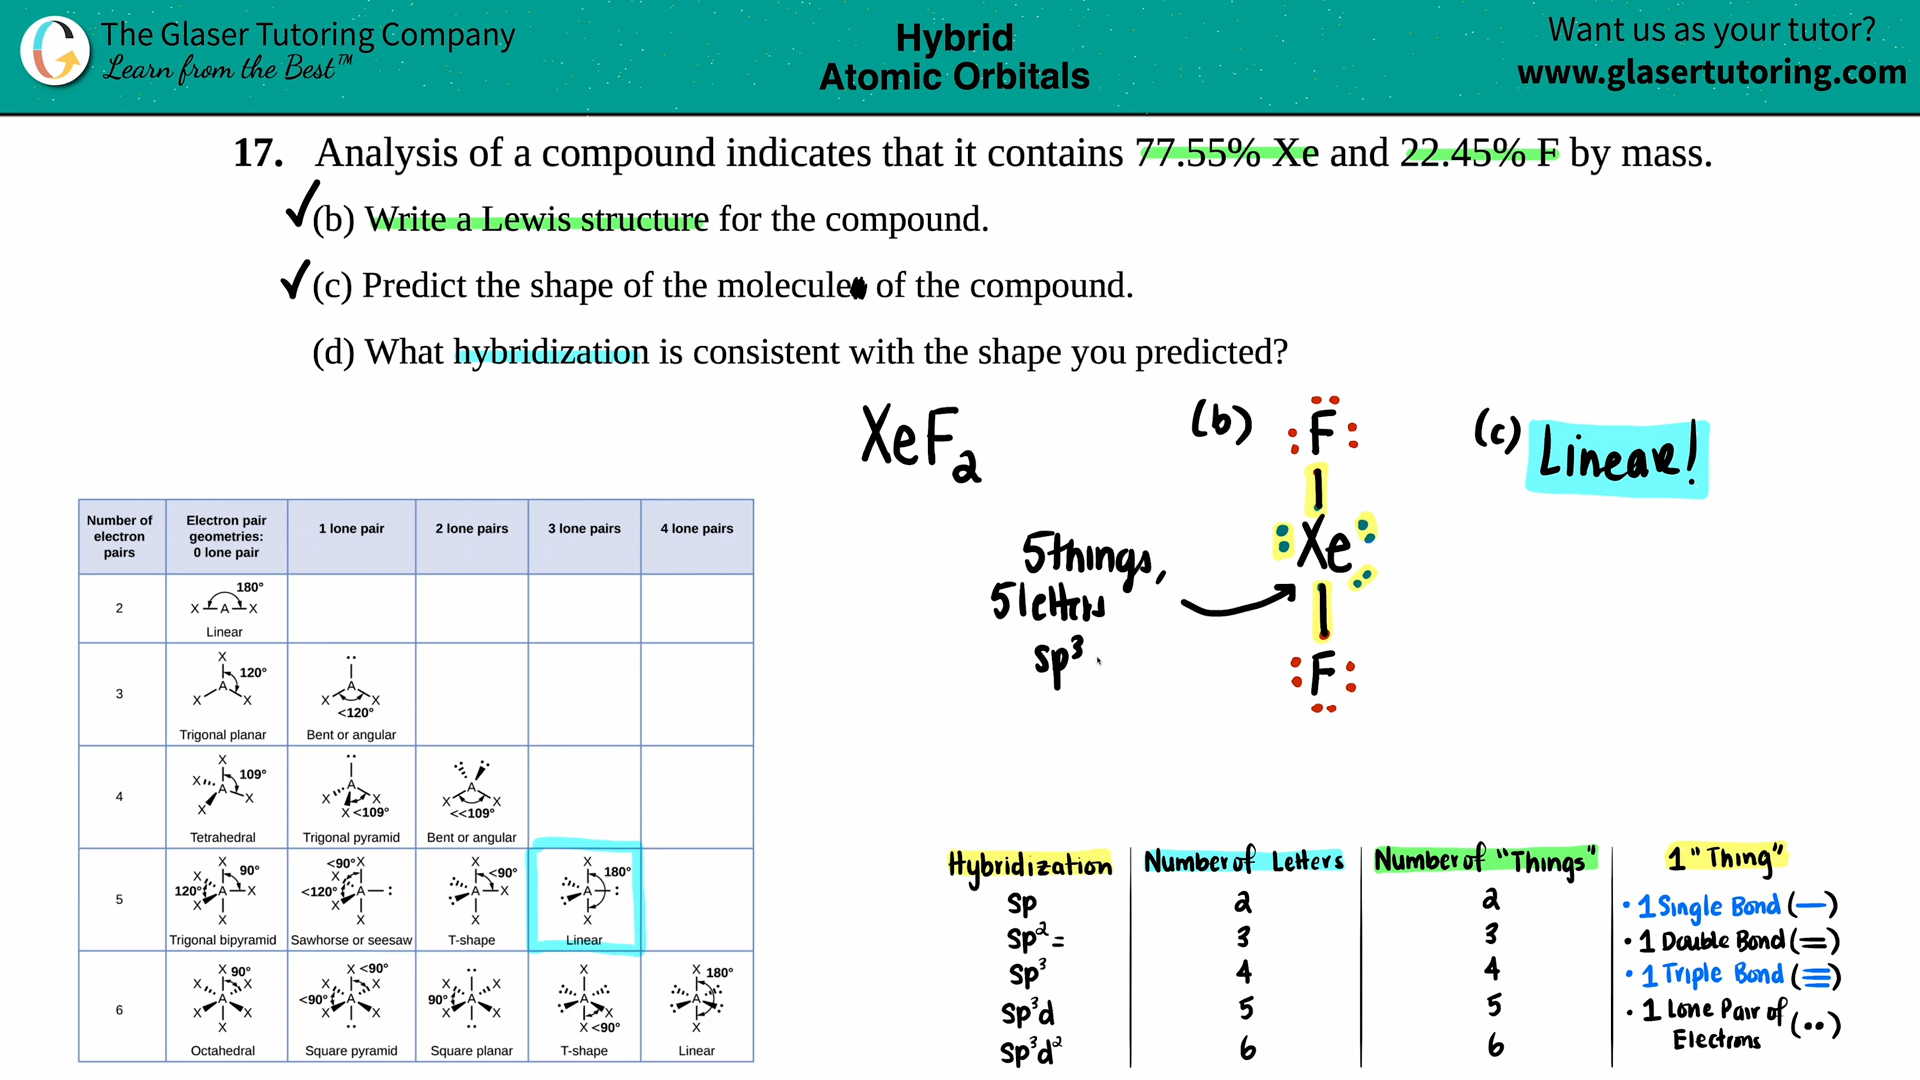 The Glaser Tutoring Company
Learn from the Best™
Hybrid
Atomic Orbitals
Want us as your tutor?
www.glasertutoring.com
17. Analysis of a compound indicates that it contains 77.55% Xe and 22.45% F by mass.
✓(b) Write a Lewis structure for the compound.
✓(c) Predict the shape of the molecule of the compound.
(d) What hybridization is consistent with the shape you predicted?
XeF₂
(b)
F
Xe
F
(c) Linear!
5 things,
5 letters
sp³
Number of electron pairs
Electron pair geometries: 0 lone pair
1 lone pair
2 lone pairs
3 lone pairs
4 lone pairs
2
180°
X A X
Linear
3
X
120°
A
X X
Trigonal planar
A
X X
<120°
Bent or angular
4
X
109°
X A X
X
Tetrahedral
A
X X
X <109°
Trigonal pyramid
A
X X
<<109°
Bent or angular
5
X 90°
X
120° A X
X
X
Trigonal bipyramid
<90° X
X
<120° A :
X
X
Sawhorse or seesaw
X
<90°
A X
X
T-shape
X
180°
A :
X
Linear
6
X 90°
X X
A
X X
X
Octahedral
X <90°
X X
<90° A
X X
Square pyramid
X X
90° A
X X
Square planar
X
A
X
X <90°
T-shape
X 180°
A
X
Linear
Hybridization
Number of Letters
Number of "Things"
1 "Thing"
sp 2 2
sp² = 3 3
sp³ 4 4
sp³d 5 5
sp³d² 6 6
• 1 Single Bond (—)
• 1 Double Bond (=)
• 1 Triple Bond (≡)
• 1 Lone Pair of Electrons (••)